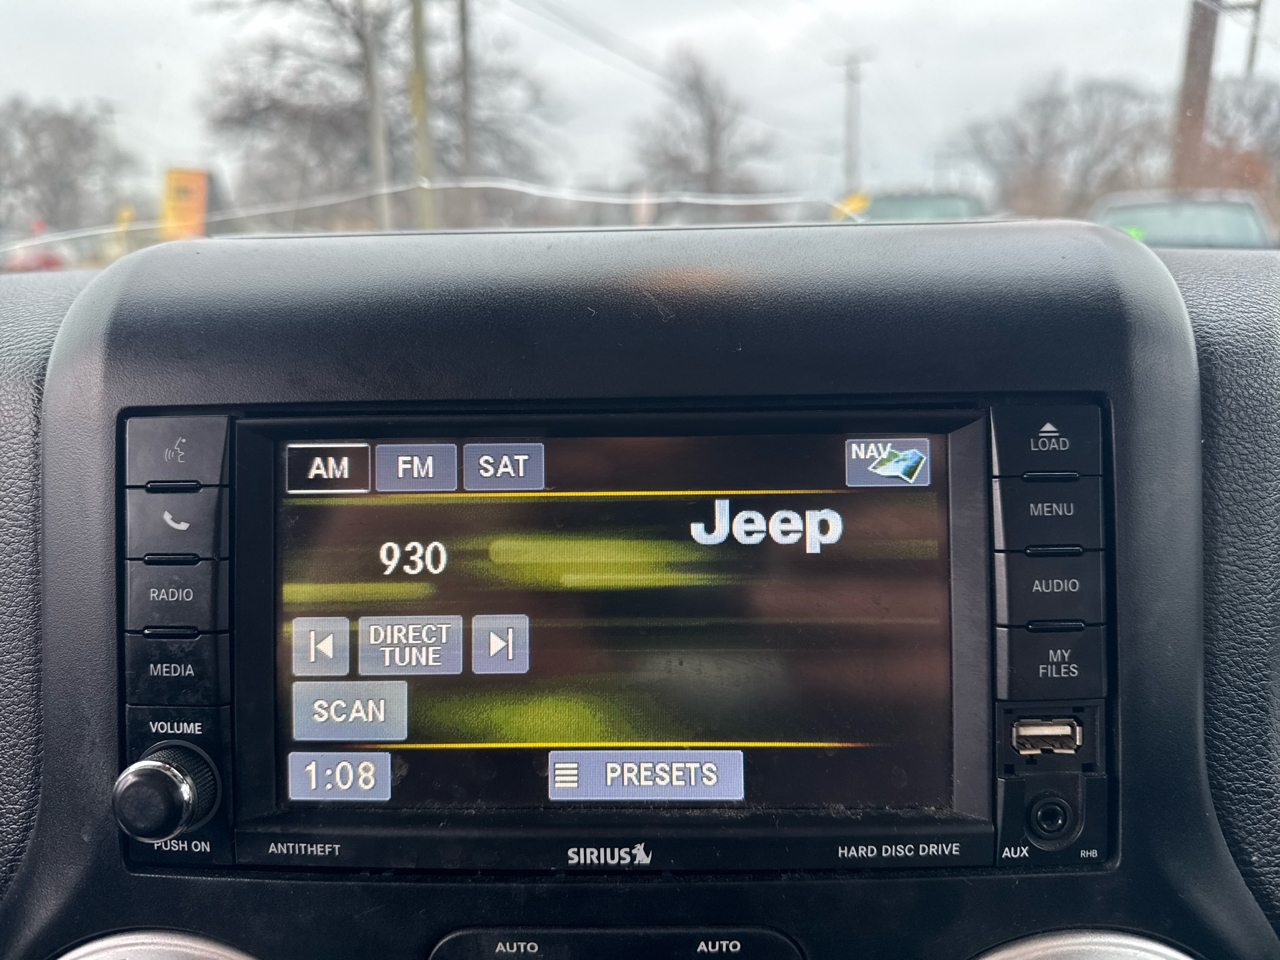 AM
FM
SAT
NAV
LOAD
930
Jeep
MENU
DIRECT
TUNE
SCAN
1:08
PRESETS
RADIO
MEDIA
VOLUME
PUSH ON
AUDIO
MY
FILES
ANTITHEFT
SIRIUS
HARD DISC DRIVE
AUX
RHB
AUTO
AUTO